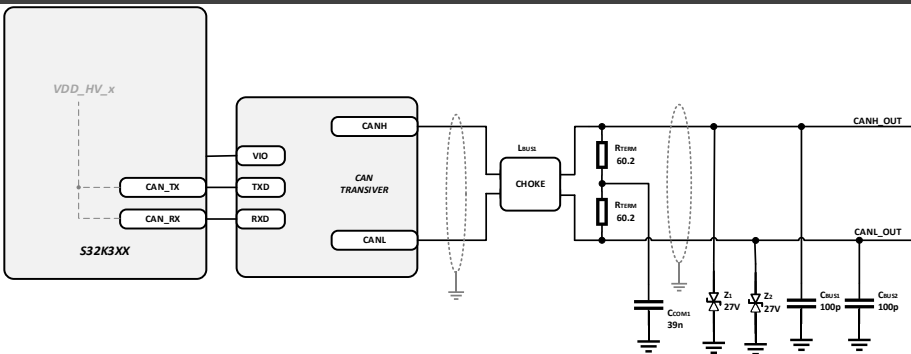 VDD_HV_x
CANH_OUT
CANH
LBUS1
RTERM
60.2
VIO
CAN
TRANSIVER
CHOKE
CAN_TX
TXD
RTERM
60.2
CAN_RX
RXD
CANL_OUT
CANL
S32K3XX
Z1
27V
Z2
27V
CBUS1
100p
CBUS2
100p
CCOM1
39n